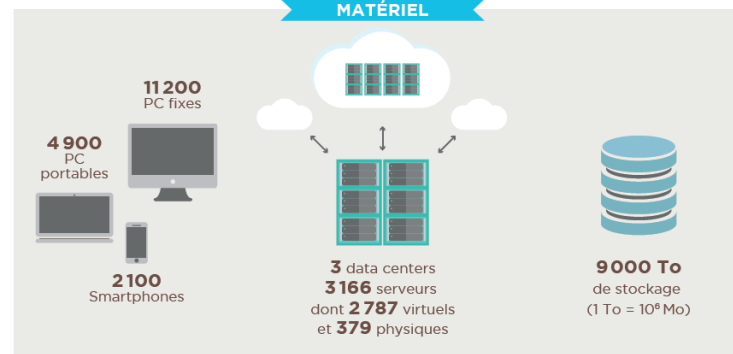 MATÉRIEL
11 200
PC fixes
4 900
PC
portables
2 100
Smartphones
3 data centers
3 166 serveurs
dont 2 787 virtuels
et 379 physiques
9 000 To
de stockage
(1 To = 10⁶ Mo)